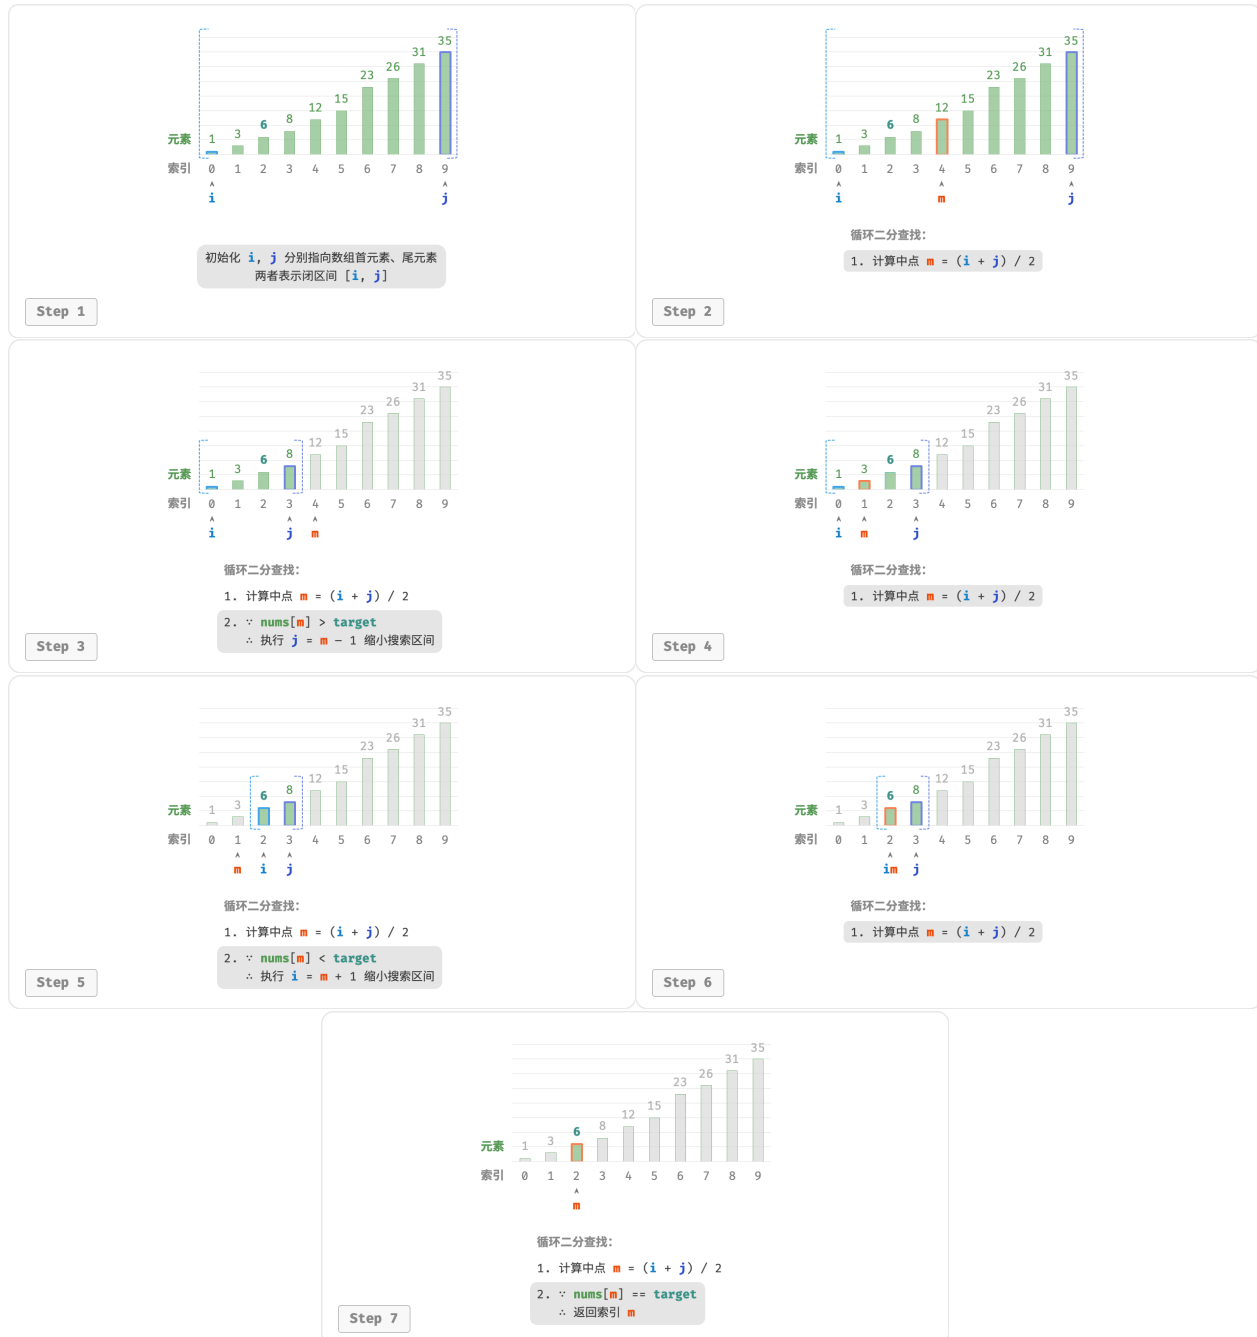 35
31
26
23
15
12
8
6
3
元素 1
索引 0 1 2 3 4 5 6 7 8 9
i j
初始化 i, j 分别指向数组首元素、尾元素
两者表示闭区间 [i, j]
Step 1
35
31
26
23
15
12
8
6
3
元素 1
索引 0 1 2 3 4 5 6 7 8 9
i m j
循环二分查找：
1. 计算中点 m = (i + j) / 2
Step 2
35
31
26
23
15
12
8
6
3
元素 1
索引 0 1 2 3 4 5 6 7 8 9
i j m
循环二分查找：
1. 计算中点 m = (i + j) / 2
2. ∵ nums[m] > target
∴ 执行 j = m − 1 缩小搜索区间
Step 3
35
31
26
23
15
12
8
6
3
元素 1
索引 0 1 2 3 4 5 6 7 8 9
i m j
循环二分查找：
1. 计算中点 m = (i + j) / 2
Step 4
35
31
26
23
15
12
8
6
3
元素 1
索引 0 1 2 3 4 5 6 7 8 9
m i j
循环二分查找：
1. 计算中点 m = (i + j) / 2
2. ∵ nums[m] < target
∴ 执行 i = m + 1 缩小搜索区间
Step 5
35
31
26
23
15
12
8
6
3
元素 1
索引 0 1 2 3 4 5 6 7 8 9
im j
循环二分查找：
1. 计算中点 m = (i + j) / 2
Step 6
35
31
26
23
15
12
8
6
3
元素 1
索引 0 1 2 3 4 5 6 7 8 9
m
循环二分查找：
1. 计算中点 m = (i + j) / 2
2. ∵ nums[m] == target
∴ 返回索引 m
Step 7